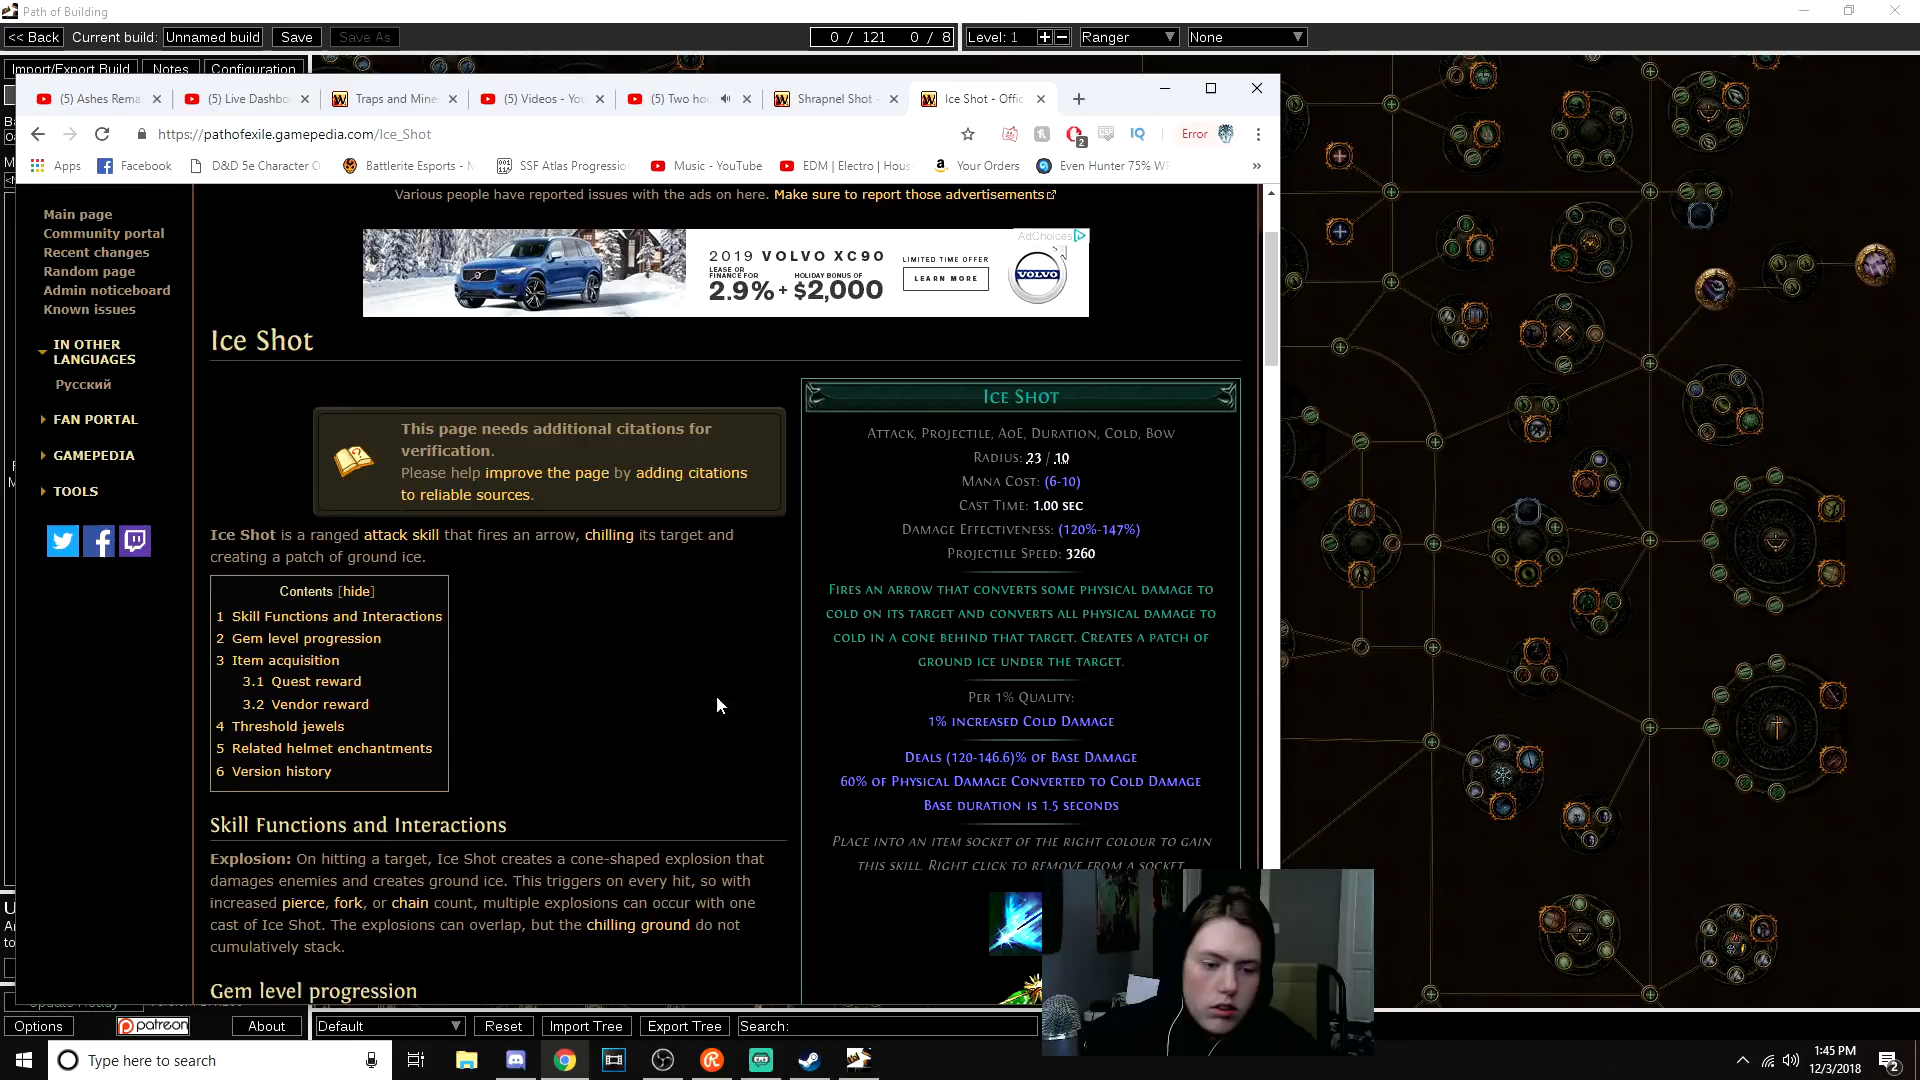 Path of Building
<< Back Current build: Unnamed build Save Save As 0 / 121 0 / 8 Level: 1 Ranger None
Import/Export Build Notes Configuration
(5) Ashes Rema (5) Live Dashbo (5) Videos - You (5) Two hou Shrapnel Shot - Ice Shot - Offic
Traps and Mine
https://pathofexile.gamepedia.com/Ice_Shot
IQ Error
Apps Facebook D&D 5e Character Battlerite Esports - SSF Atlas Progressio Music - YouTube EDM | Electro | Hous Your Orders Even Hunter 75% »
Various people have reported issues with the ads on here. Make sure to report those advertisements
Main page
Community portal
Recent changes
Random page
Admin noticeboard
Known issues
IN OTHER
LANGUAGES
Русский
FAN PORTAL
GAMEPEDIA
TOOLS
AdChoices
2019 VOLVO XC90
LEASE OR
FINANCE FOR
2.9% +
HOLIDAY BONUS OF
$2,000
LIMITED TIME OFFER
LEARN MORE
VOLVO
Ice Shot
This page needs additional citations for
verification.
Please help improve the page by adding citations
to reliable sources.
Ice Shot is a ranged attack skill that fires an arrow, chilling its target and
creating a patch of ground ice.
Contents [hide]
1 Skill Functions and Interactions
2 Gem level progression
3 Item acquisition
3.1 Quest reward
3.2 Vendor reward
4 Threshold jewels
5 Related helmet enchantments
6 Version history
Skill Functions and Interactions
Explosion: On hitting a target, Ice Shot creates a cone-shaped explosion that
damages enemies and creates ground ice. This triggers on every hit, so with
increased pierce, fork, or chain count, multiple explosions can occur with one
cast of Ice Shot. The explosions can overlap, but the chilling ground do not
cumulatively stack.
Gem level progression
Ice Shot
Attack, Projectile, AoE, Duration, Cold, Bow
Radius: 23 / 10
Mana Cost: (6-10)
Cast Time: 1.00 sec
Damage Effectiveness: (120%-147%)
Projectile Speed: 3260
Fires an arrow that converts some physical damage to
cold on its target and converts all physical damage to
cold in a cone behind that target. Creates a patch of
ground ice under the target.
Per 1% Quality:
1% increased Cold Damage
Deals (120-146.6)% of Base Damage
60% of Physical Damage Converted to Cold Damage
Base duration is 1.5 seconds
Place into an item socket of the right colour to gain
this skill. Right click to remove from a socket.
Options patreon About Default Reset Import Tree Export Tree Search:
Type here to search
1:45 PM
12/3/2018
2